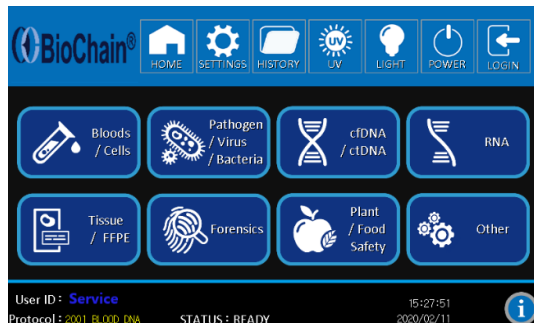 BioChain®
HOME
SETTINGS
HISTORY
UV
UV
LIGHT
POWER
LOGIN
Bloods
/ Cells
Pathogen
/ Virus
/ Bacteria
cfDNA
/ ctDNA
RNA
Tissue
/ FFPE
Forensics
Plant
/ Food
Safety
Other
User ID : Service
15:27:51
Protocol : 2001 BLOOD DNA
STATUS : READY
2020/02/11
i